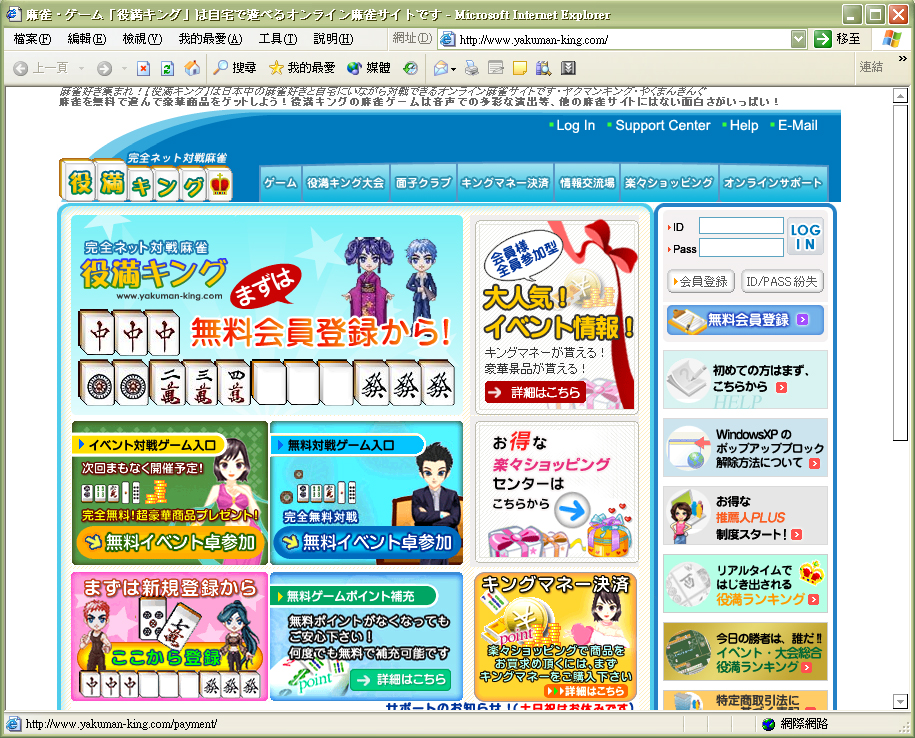 麻雀・ゲーム「役満キング」は自宅で遊べるオンライン麻雀サイトです - Microsoft Internet Explorer
檔案(F) 編輯(E) 檢視(V) 我的最愛(A) 工具(T) 說明(H) 網址(D) http://www.yakuman-king.com/ 移至
上一頁 搜尋 我的最愛 媒體 連結
麻雀好き集まれ！【役満キング】は日本中の麻雀好きと自宅にいながら対戦できるオンライン麻雀サイトです・ヤクマンキング・やくまんきんぐ
麻雀を無料で遊んで豪華商品をゲットしよう！役満キングの麻雀ゲームは音声での多彩な演出等、他の麻雀サイトにはない面白さがいっぱい！
Log In Support Center Help E-Mail
完全ネット対戦麻雀
役満キング
ゲーム 役満キング大会 面子クラブ キングマネー決済 情報交流場 楽々ショッピング オンラインサポート
完全ネット対戦麻雀
役満キング
www.yakuman-king.com
まずは
無料会員登録から!
中 中 中
二萬 三萬 四萬 發 發 發
会員様
全員参加型
大人気！
イベント情報！
キングマネーが貰える！
豪華景品が貰える！
詳細はこちら
ID
Pass
LOG IN
会員登録 ID/PASS紛失
無料会員登録
初めての方はまず、
こちらから
HELP
WindowsXP の
ポップアップブロック
解除方法について
お得な
推薦人PLUS
制度スタート!
リアルタイムで
はじき出される
役満ランキング
今日の勝者は、誰だ!!
イベント・大会総合
役満ランキング
特定商取引法に
イベント対戦ゲーム入口
次回まもなく開催予定!
完全無料!超豪華商品プレゼント!
無料イベント卓参加
無料対戦ゲーム入口
完全無料対戦
無料イベント卓参加
お得な
楽々ショッピング
センターは
こちらから
まずは新規登録から
ここから登録
無料ゲームポイント補充
無料ポイントがなくなっても
ご安心下さい！
何度でも無料で補充可能です
point
詳細はこちら
キングマネー決済
point
楽々ショッピングで商品を
お買求め頂くには、まず
キングマネーをご購入下さい
詳細はこちら
サポートのお知らせ！(土日祝はお休みです)
http://www.yakuman-king.com/payment/ 網際網路